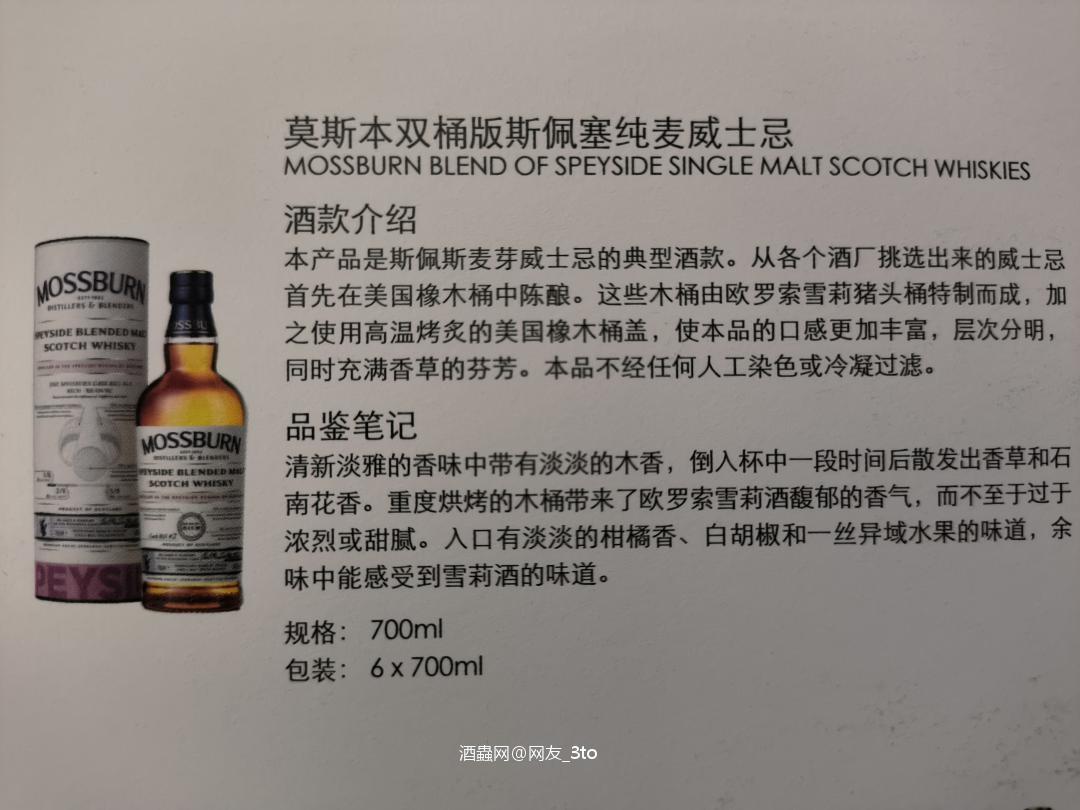 莫斯本双桶版斯佩塞纯麦威士忌
MOSSBURN BLEND OF SPEYSIDE SINGLE MALT SCOTCH WHISKIES
酒款介绍
本产品是斯佩斯麦芽威士忌的典型酒款。从各个酒厂挑选出来的威士忌
首先在美国橡木桶中陈酿。这些木桶由欧罗索雪莉猪头桶特制而成，加
之使用高温烤炙的美国橡木桶盖，使本品的口感更加丰富，层次分明，
同时充满香草的芬芳。本品不经任何人工染色或冷凝过滤。
品鉴笔记
清新淡雅的香味中带有淡淡的木香，倒入杯中一段时间后散发出香草和石
南花香。重度烘烤的木桶带来了欧罗索雪莉酒馥郁的香气，而不至于过于
浓烈或甜腻。入口有淡淡的柑橘香、白胡椒和一丝异域水果的味道，余
味中能感受到雪莉酒的味道。
规格： 700ml
包装： 6 x 700ml
MOSSBURN
DISTILLERS & BLENDERS
PEYSIDE BLENDED MAL
SCOTCH WHISKY
PEYSI
MOSSBURN
DISTILLERS & BLENDERS
PEYSIDE BLENDED MAL
SCOTCH WHISKY
酒蟲网@网友_3to